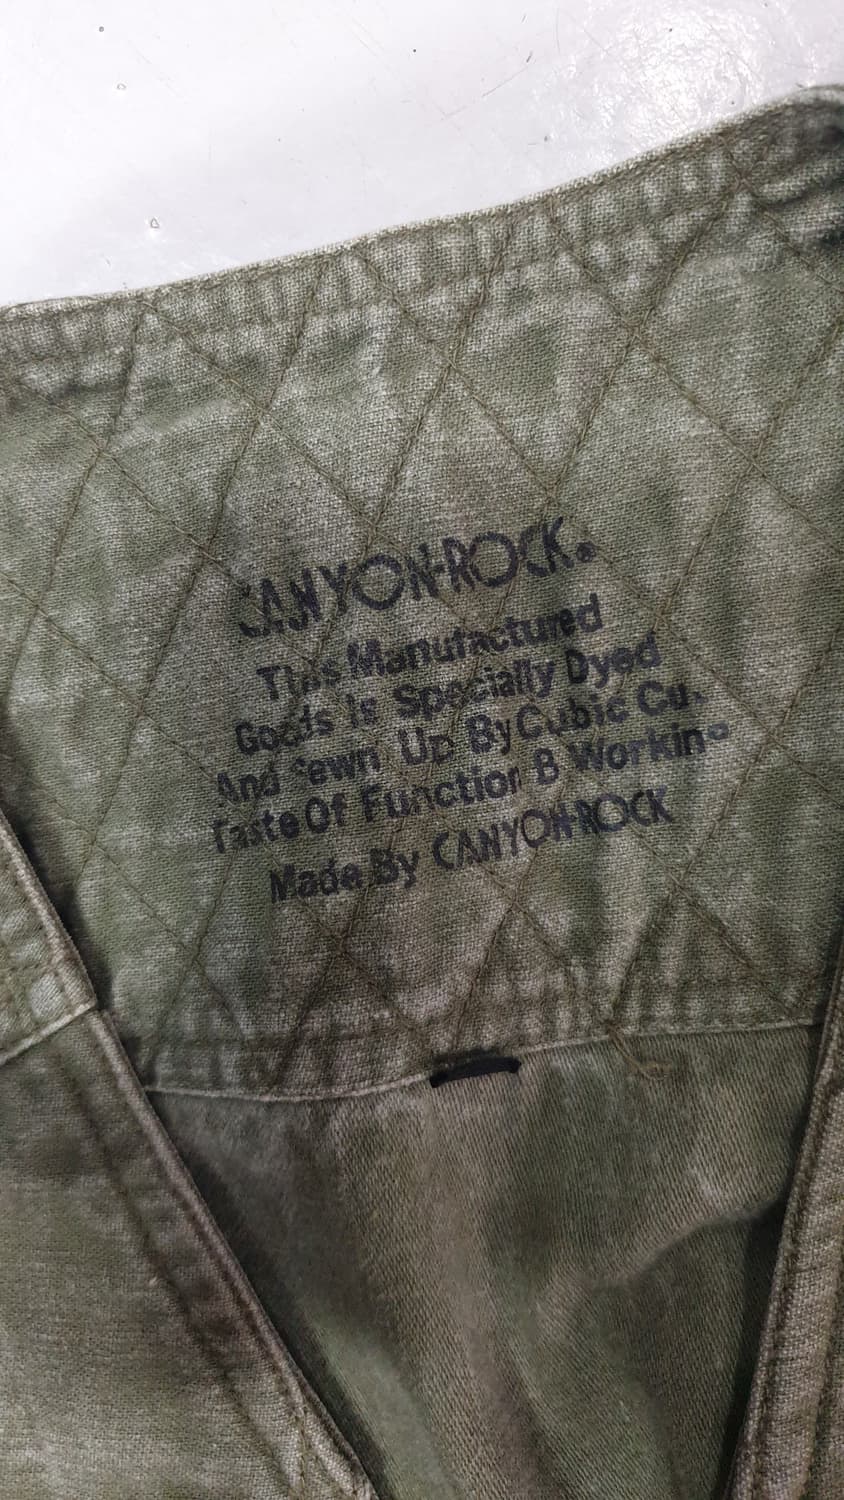 CANYON-ROCK®
This Manufactured
Goods Is Specially Dyed
And Sewn Up By Cubic
Taste Of Function & Working
Made By CANYON-ROCK